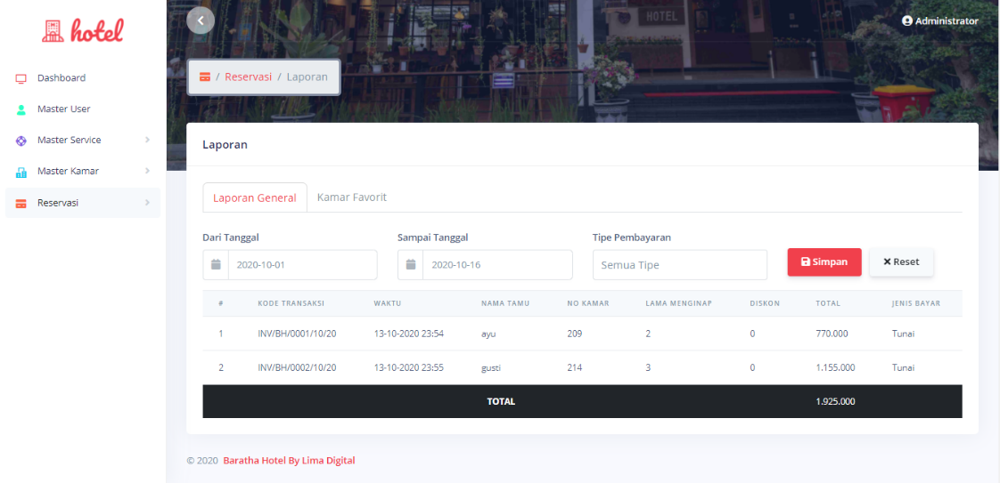 hotel
Dashboard
Master User
Master Service
Master Kamar
Reservasi
HOTEL
Administrator
/ Reservasi / Laporan
Laporan
Laporan General Kamar Favorit
Dari Tanggal Sampai Tanggal Tipe Pembayaran
2020-10-01 2020-10-16 Semua Tipe Simpan Reset
# KODE TRANSAKSI WAKTU NAMA TAMU NO KAMAR LAMA MENGINAP DISKON TOTAL JENIS BAYAR
1 INV/BH/0001/10/20 13-10-2020 23:54 ayu 209 2 0 770.000 Tunai
2 INV/BH/0002/10/20 13-10-2020 23:55 gusti 214 3 0 1.155.000 Tunai
TOTAL 1.925.000
© 2020 Baratha Hotel By Lima Digital